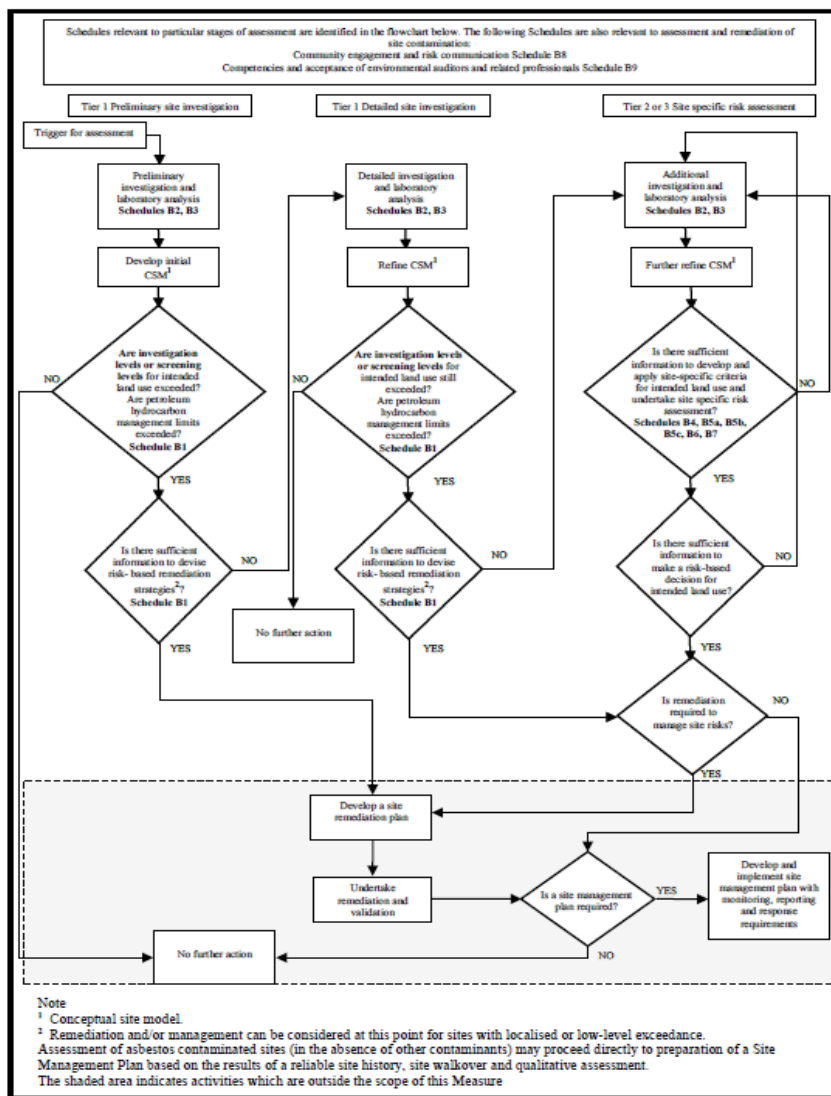 Schedules relevant to particular stages of assessment are identified in the flowchart below. The following Schedules are also relevant to assessment and remediation of
site contamination:
Community engagement and risk communication Schedule B8
Competencies and acceptance of environmental auditors and related professionals Schedule B9
Tier 1 Preliminary site investigation
Tier 1 Detailed site investigation
Tier 2 or 3 Site specific risk assessment
Trigger for assessment
Preliminary
investigation and
laboratory analysis
Schedules B2, B3
Detailed investigation
and laboratory
analysis
Schedules B2, B3
Additional
investigation and
laboratory analysis
Schedules B2, B3
Develop initial
CSM1
Refine CSM1
Further refine CSM1
NO
Are investigation
levels or screening
levels for intended
land use exceeded?
Are petroleum
hydrocarbon
management limits
exceeded?
Schedule B1
NO
Are investigation levels
or screening levels for
intended land use still
exceeded?
Are petroleum
hydrocarbon
management limits
exceeded?
Schedule B1
Is there sufficient
information to develop and
apply site-specific criteria
for intended land use and
undertake site specific risk
assessment?
Schedules B4, B5a, B5b,
B5c, B6, B7
NO
YES
YES
YES
Is there sufficient
information to devise
risk- based remediation
strategies2?
Schedule B1
NO
Is there sufficient
information to devise
risk- based remediation
strategies2?
Schedule B1
NO
Is there sufficient
information to
make a risk-based
decision for
intended land use?
NO
YES
No further action
YES
YES
Is remediation
required to
manage site risks?
NO
YES
Develop a site
remediation plan
Undertake
remediation and
validation
Is a site management
plan required?
YES
Develop and
implement site
management plan with
monitoring, reporting
and response
requirements
No further action
NO
Note
1 Conceptual site model.
2 Remediation and/or management can be considered at this point for sites with localised or low-level exceedance.
Assessment of asbestos contaminated sites (in the absence of other contaminants) may proceed directly to preparation of a Site
Management Plan based on the results of a reliable site history, site walkover and qualitative assessment.
The shaded area indicates activities which are outside the scope of this Measure